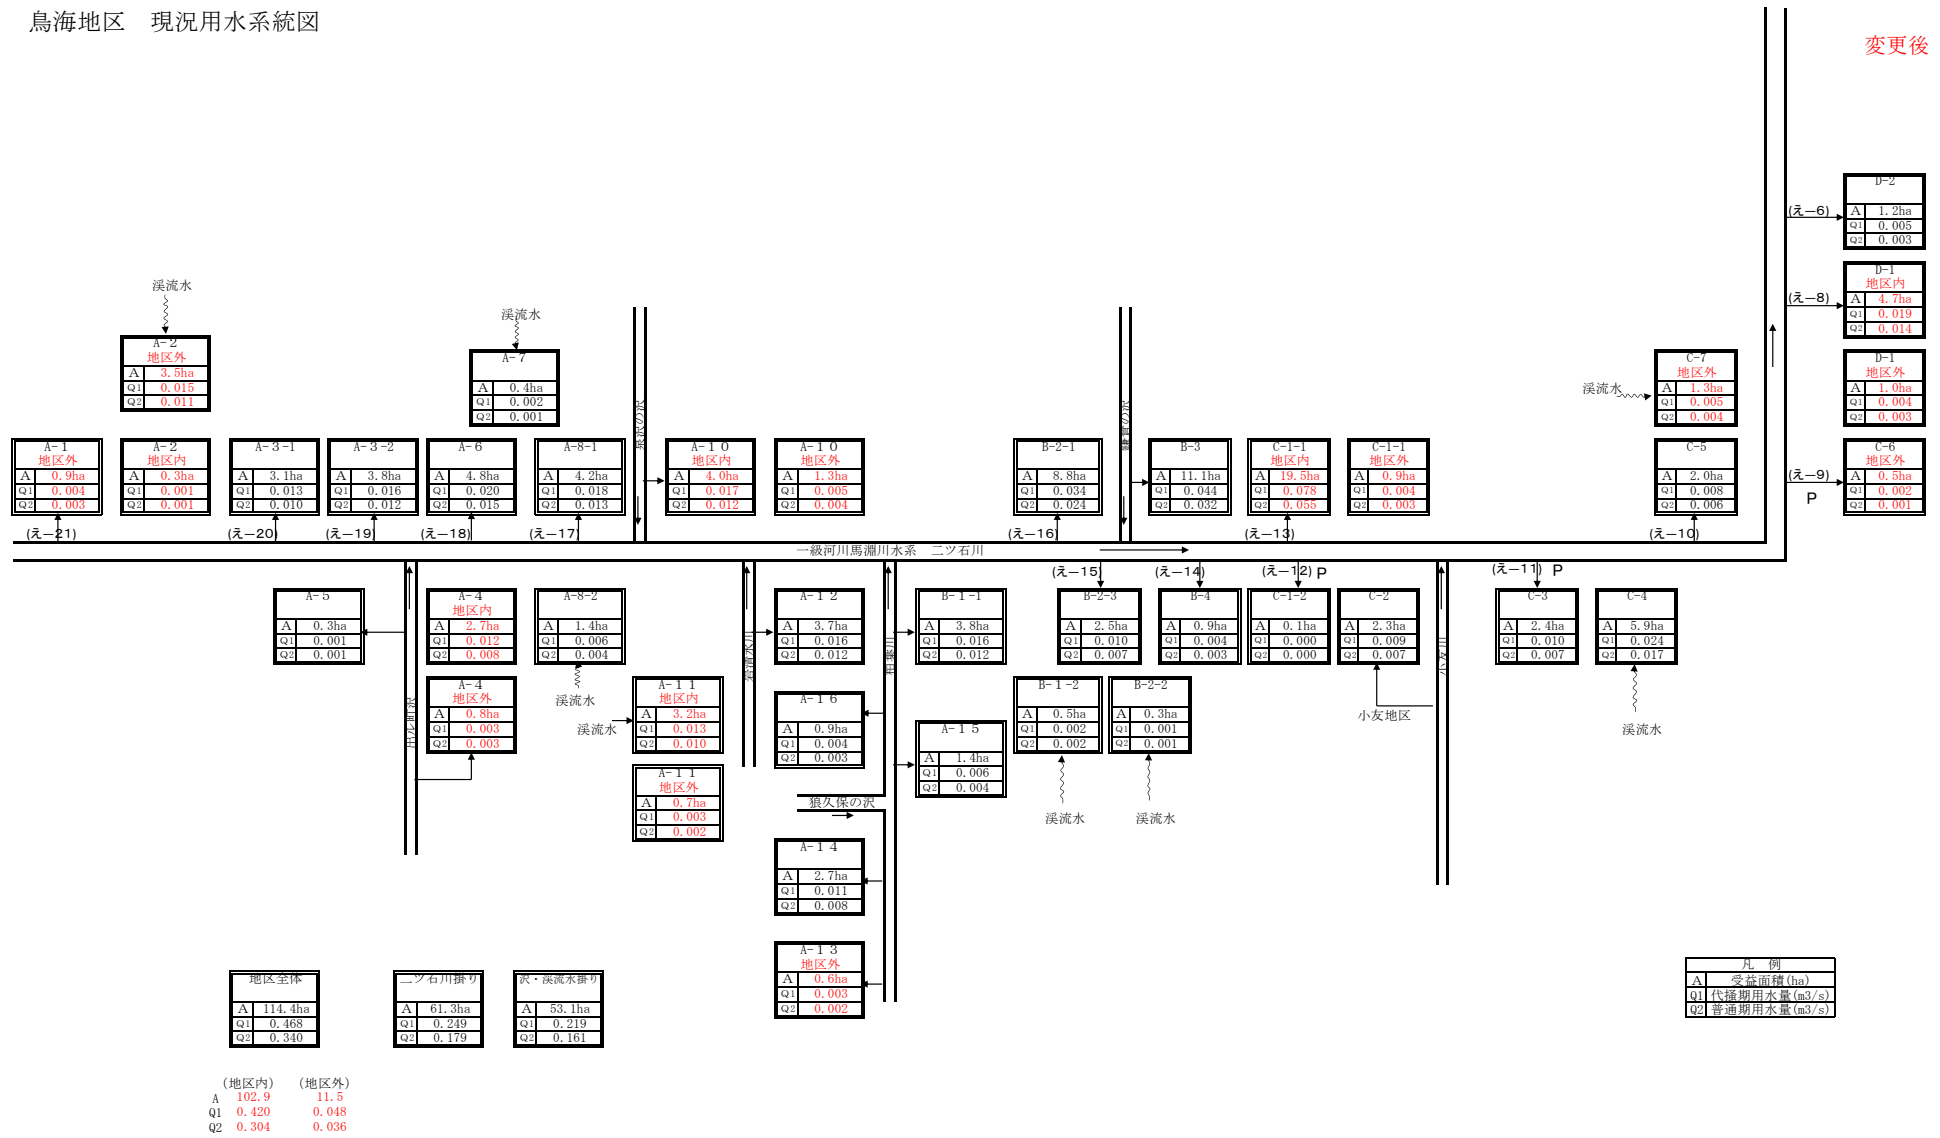 鳥海地区　現況用水系統図
変更後
D-2
A 1.2ha
Q1 0.005
Q2 0.003
(え－6)
D-1
地区内
A 4.7ha
Q1 0.019
Q2 0.014
(え－8)
D-1
地区外
A 1.0ha
Q1 0.004
Q2 0.003
C-6
地区外
A 0.5ha
Q1 0.002
Q2 0.001
(え－9)
P
渓流水
A-２
地区外
A 3.5ha
Q1 0.015
Q2 0.011
渓流水
A-７
A 0.4ha
Q1 0.002
Q2 0.001
渓流水
C-7
地区外
A 1.3ha
Q1 0.005
Q2 0.004
A-１
地区外
A 0.9ha
Q1 0.004
Q2 0.003
(え－21)
A-２
地区内
A 0.3ha
Q1 0.001
Q2 0.001
A-３-1
A 3.1ha
Q1 0.013
Q2 0.010
(え－20)
A-３-2
A 3.8ha
Q1 0.016
Q2 0.012
(え－19)
A-６
A 4.8ha
Q1 0.020
Q2 0.015
(え－18)
A-8-1
A 4.2ha
Q1 0.018
Q2 0.013
(え－17)
A-１０
地区内
A 4.0ha
Q1 0.017
Q2 0.012
A-１０
地区外
A 1.3ha
Q1 0.005
Q2 0.004
B-2-1
A 8.8ha
Q1 0.034
Q2 0.024
(え－16)
B-3
A 11.1ha
Q1 0.044
Q2 0.032
C-1-1
地区内
A 19.5ha
Q1 0.078
Q2 0.055
(え－13)
C-1-1
地区外
A 0.9ha
Q1 0.004
Q2 0.003
C-5
A 2.0ha
Q1 0.008
Q2 0.006
(え－10)
一級河川馬淵川水系　二ツ石川
A-５
A 0.3ha
Q1 0.001
Q2 0.001
出ル町沢
A-４
地区内
A 2.7ha
Q1 0.012
Q2 0.008
A-４
地区外
A 0.8ha
Q1 0.003
Q2 0.003
A-8-2
A 1.4ha
Q1 0.006
Q2 0.004
渓流水
渓流水
A-１１
地区内
A 3.2ha
Q1 0.013
Q2 0.010
A-１１
地区外
A 0.7ha
Q1 0.003
Q2 0.002
A-１２
A 3.7ha
Q1 0.016
Q2 0.012
A-１６
A 0.9ha
Q1 0.004
Q2 0.003
狼久保の沢
A-１４
A 2.7ha
Q1 0.011
Q2 0.008
A-１３
地区外
A 0.6ha
Q1 0.003
Q2 0.002
B-１-1
A 3.8ha
Q1 0.016
Q2 0.012
A-１５
A 1.4ha
Q1 0.006
Q2 0.004
(え－15)
B-2-3
A 2.5ha
Q1 0.010
Q2 0.007
(え－14)
B-4
A 0.9ha
Q1 0.004
Q2 0.003
(え－12) P
C-1-2
A 0.1ha
Q1 0.000
Q2 0.000
C-2
A 2.3ha
Q1 0.009
Q2 0.007
小友地区
小友川
B-１-2
A 0.5ha
Q1 0.002
Q2 0.002
渓流水
B-2-2
A 0.3ha
Q1 0.001
Q2 0.001
渓流水
(え－11) P
C-3
A 2.4ha
Q1 0.010
Q2 0.007
C-4
A 5.9ha
Q1 0.024
Q2 0.017
渓流水
地区全体
A 114.4ha
Q1 0.468
Q2 0.340
二ツ石川掛り
A 61.3ha
Q1 0.249
Q2 0.179
沢・渓流水掛り
A 53.1ha
Q1 0.219
Q2 0.161
凡　例
A 受益面積(ha)
Q1 代掻期用水量(m3/s)
Q2 普通期用水量(m3/s)
(地区内) (地区外)
A 102.9 11.5
Q1 0.420 0.048
Q2 0.304 0.036